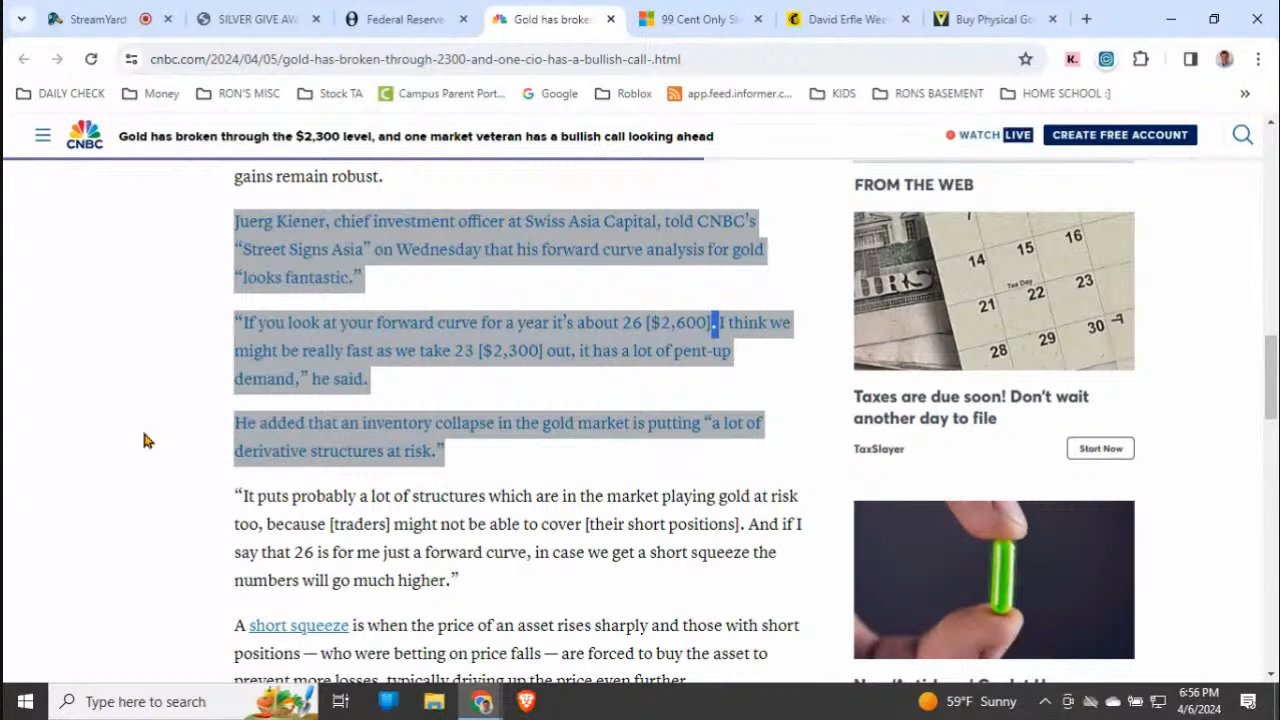 StreamYard
SILVER GIVE AW
Federal Reserve
Gold has broke
99 Cent Only St
David Erfle Wee
Buy Physical Go
cnbc.com/2024/04/05/gold-has-broken-through-2300-and-one-cio-has-a-bullish-call-.html
DAILY CHECK
Money
RON'S MISC
Stock TA
Campus Parent Port...
Google
Roblox
app.feed.informer.c...
KIDS
RONS BASEMENT
HOME SCHOOL :]
CNBC
Gold has broken through the $2,300 level, and one market veteran has a bullish call looking ahead
WATCH LIVE
CREATE FREE ACCOUNT
gains remain robust.
Juerg Kiener, chief investment officer at Swiss Asia Capital, told CNBC’s
“Street Signs Asia” on Wednesday that his forward curve analysis for gold
“looks fantastic.”
“If you look at your forward curve for a year it’s about 26 [$2,600]. I think we
might be really fast as we take 23 [$2,300] out, it has a lot of pent-up
demand,” he said.
He added that an inventory collapse in the gold market is putting “a lot of
derivative structures at risk.”
“It puts probably a lot of structures which are in the market playing gold at risk
too, because [traders] might not be able to cover [their short positions]. And if I
say that 26 is for me just a forward curve, in case we get a short squeeze the
numbers will go much higher.”
A short squeeze is when the price of an asset rises sharply and those with short
positions — who were betting on price falls — are forced to buy the asset to
prevent more losses, typically driving up the price even further.
FROM THE WEB
14 15 16
Tax Day
21 22 23
28 29 30
Taxes are due soon! Don’t wait
another day to file
TaxSlayer
Start Now
Type here to search
59°F Sunny
6:56 PM
4/6/2024